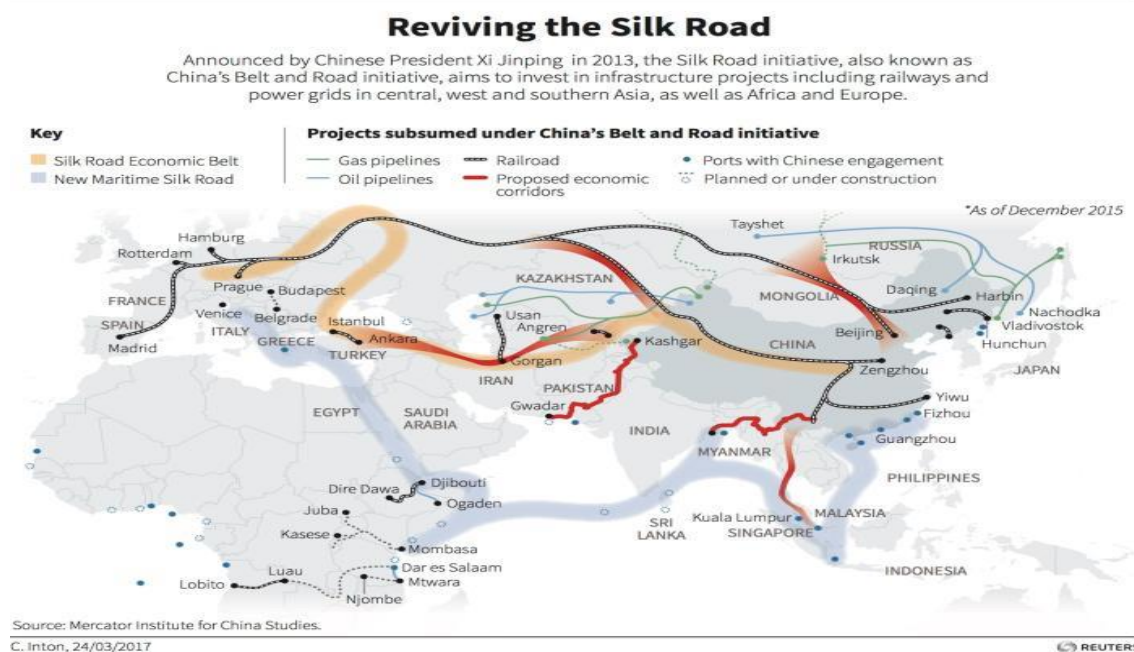 Reviving the Silk Road
Announced by Chinese President Xi Jinping in 2013, the Silk Road initiative, also known as
China's Belt and Road initiative, aims to invest in infrastructure projects including railways and
power grids in central, west and southern Asia, as well as Africa and Europe.
Key
Silk Road Economic Belt
New Maritime Silk Road
Projects subsumed under China's Belt and Road initiative
Gas pipelines
Oil pipelines
Railroad
Proposed economic
corridors
Ports with Chinese engagement
Planned or under construction
*As of December 2015
Tayshet
Hamburg
Rotterdam
RUSSIA
Irkutsk
KAZAKHSTAN
Prague
Budapest
MONGOLIA
Daqing
Harbin
FRANCE
Venice
Belgrade
Usan
Nachodka
SPAIN
ITALY
Istanbul
Angren
Vladivostok
Madrid
GREECE
Ankara
Beijing
Hunchun
TURKEY
Kashgar
CHINA
Gorgan
Zengzhou
JAPAN
IRAN
PAKISTAN
Gwadar
Yiwu
EGYPT
SAUDI
ARABIA
INDIA
Fizhou
Guangzhou
MYANMAR
PHILIPPINES
Dire Dawa
Djibouti
Ogaden
Juba
Kuala Lumpur
MALAYSIA
Kasese
SRI
LANKA
SINGAPORE
Mombasa
Luau
Dar es Salaam
INDONESIA
Lobito
Mtwara
Njombe
Source: Mercator Institute for China Studies.
C. Inton, 24/03/2017
REUTERS